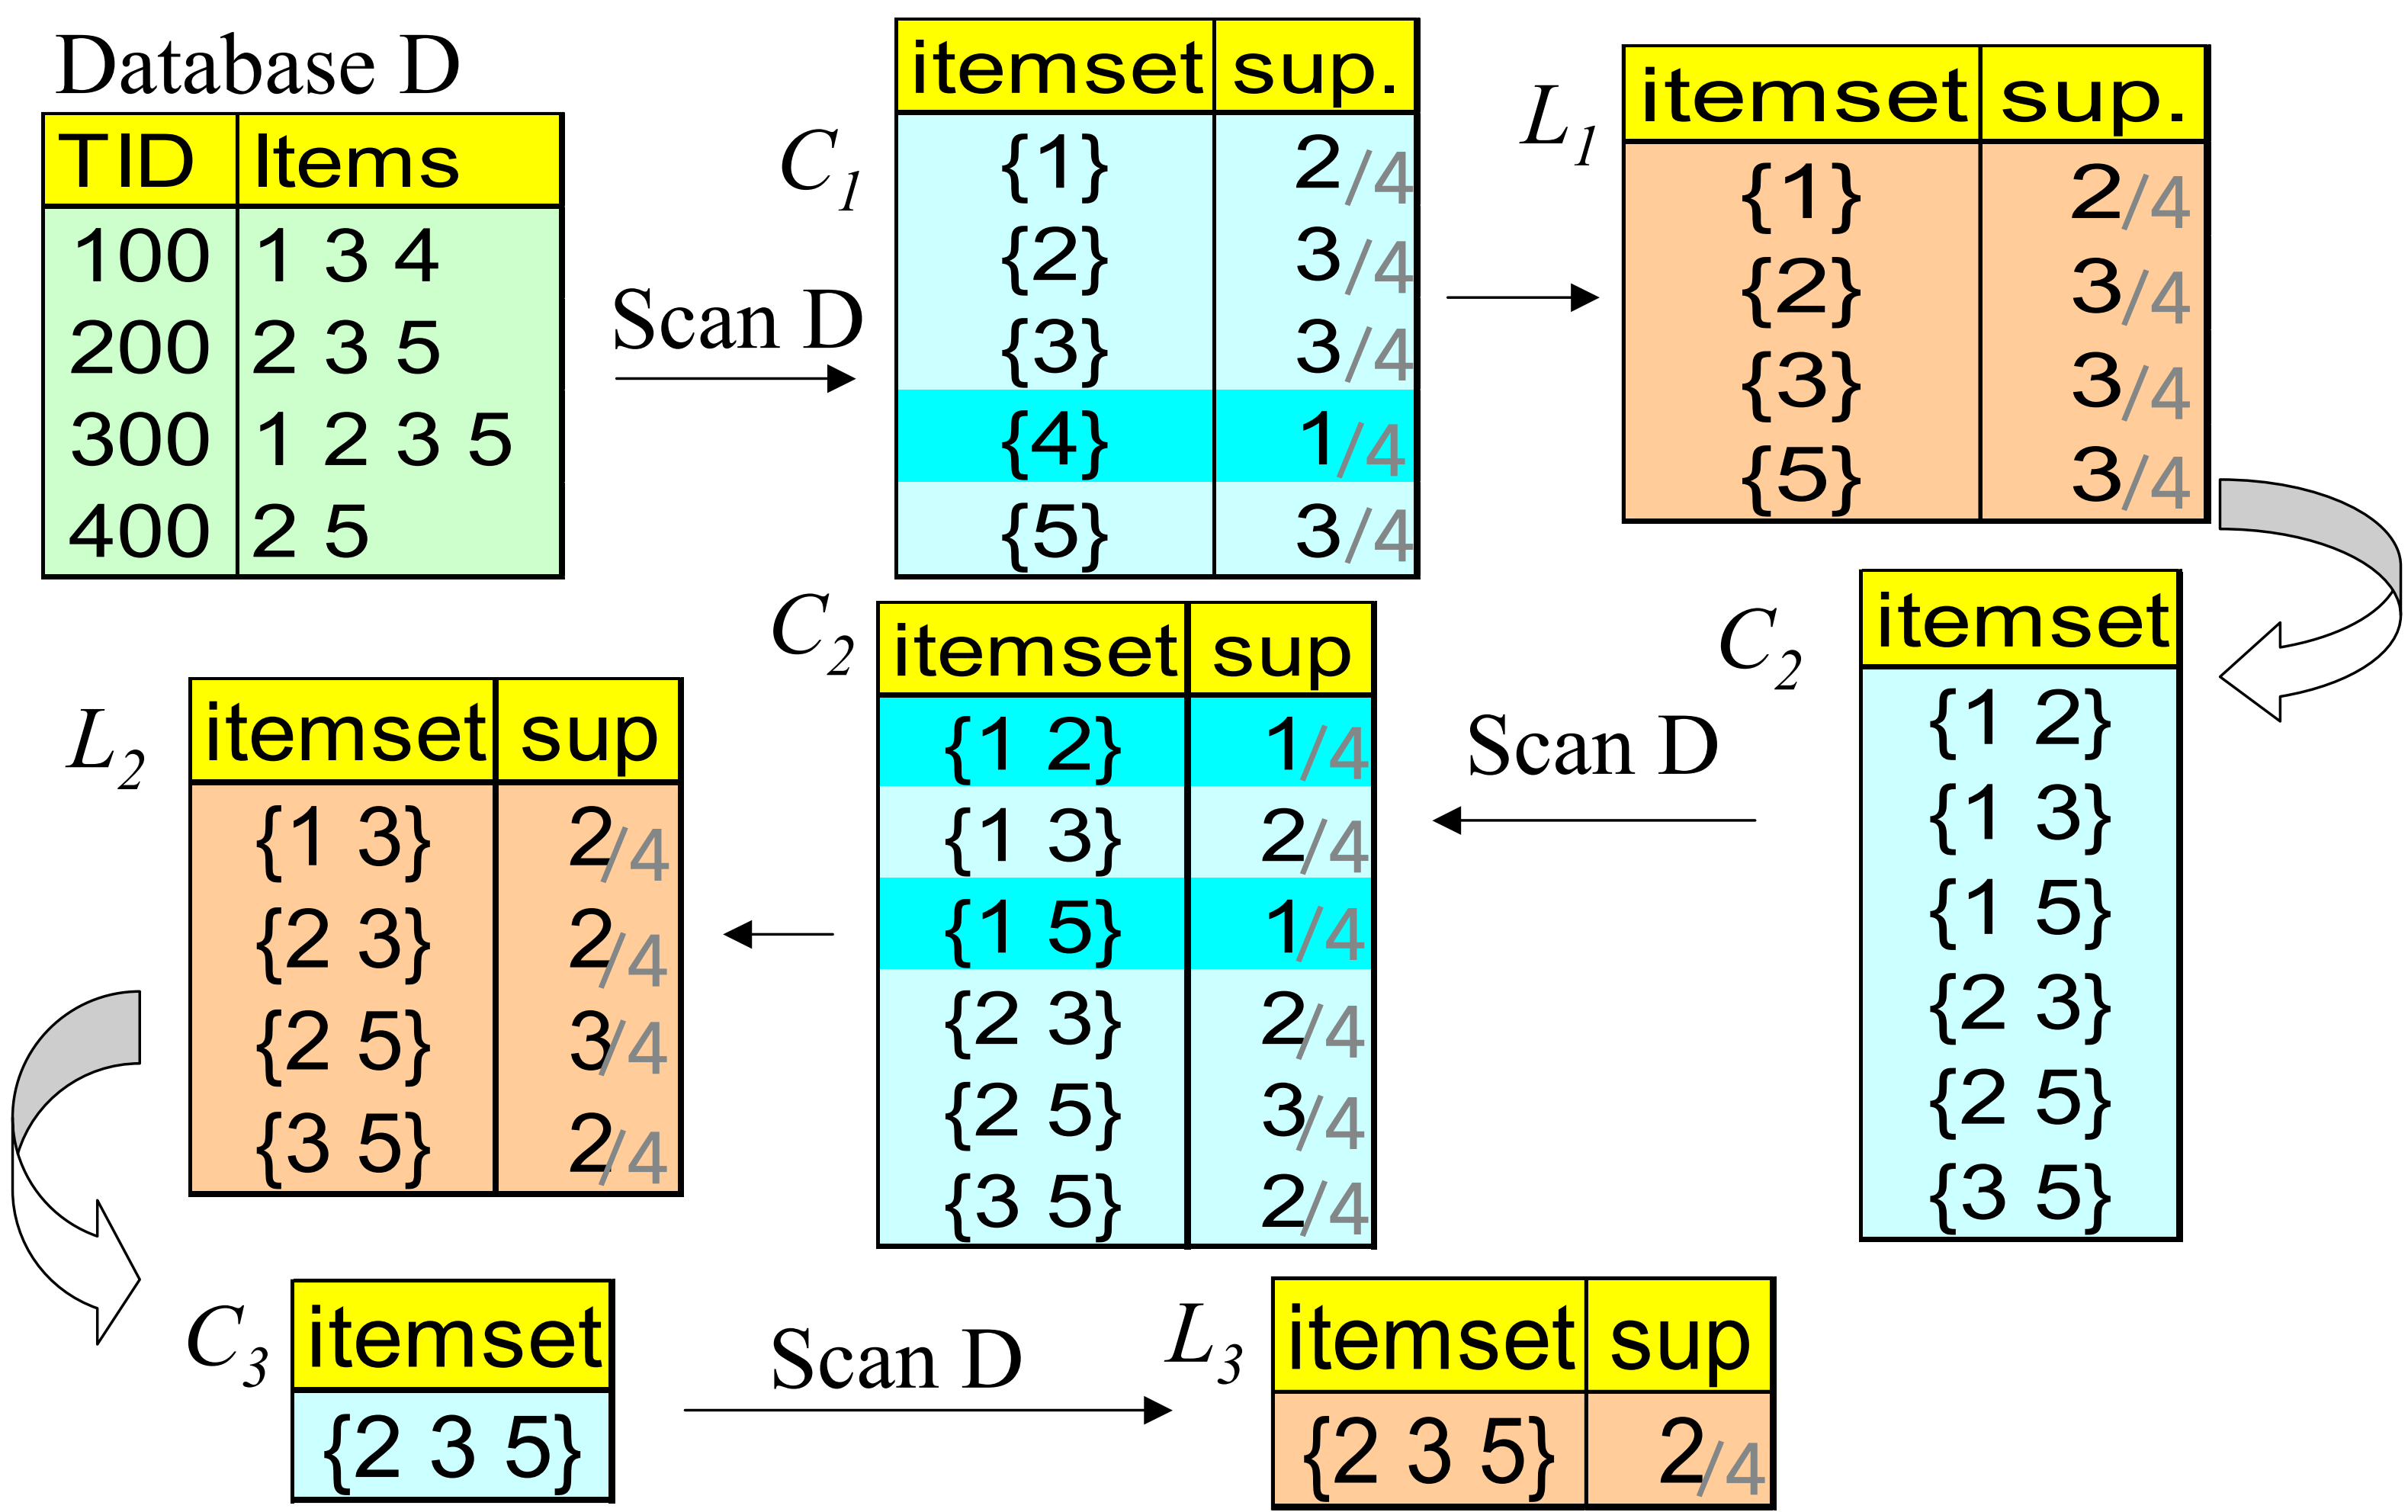 Database D
TID Items
100 1 3 4
200 2 3 5
300 1 2 3 5
400 2 5
Scan D
C1
itemset sup.
{1} 2/4
{2} 3/4
{3} 3/4
{4} 1/4
{5} 3/4
L1
itemset sup.
{1} 2/4
{2} 3/4
{3} 3/4
{5} 3/4
C2
itemset
{1 2}
{1 3}
{1 5}
{2 3}
{2 5}
{3 5}
Scan D
C2
itemset sup
{1 2} 1/4
{1 3} 2/4
{1 5} 1/4
{2 3} 2/4
{2 5} 3/4
{3 5} 2/4
L2
itemset sup
{1 3} 2/4
{2 3} 2/4
{2 5} 3/4
{3 5} 2/4
C3
itemset
{2 3 5}
Scan D
L3
itemset sup
{2 3 5} 2/4